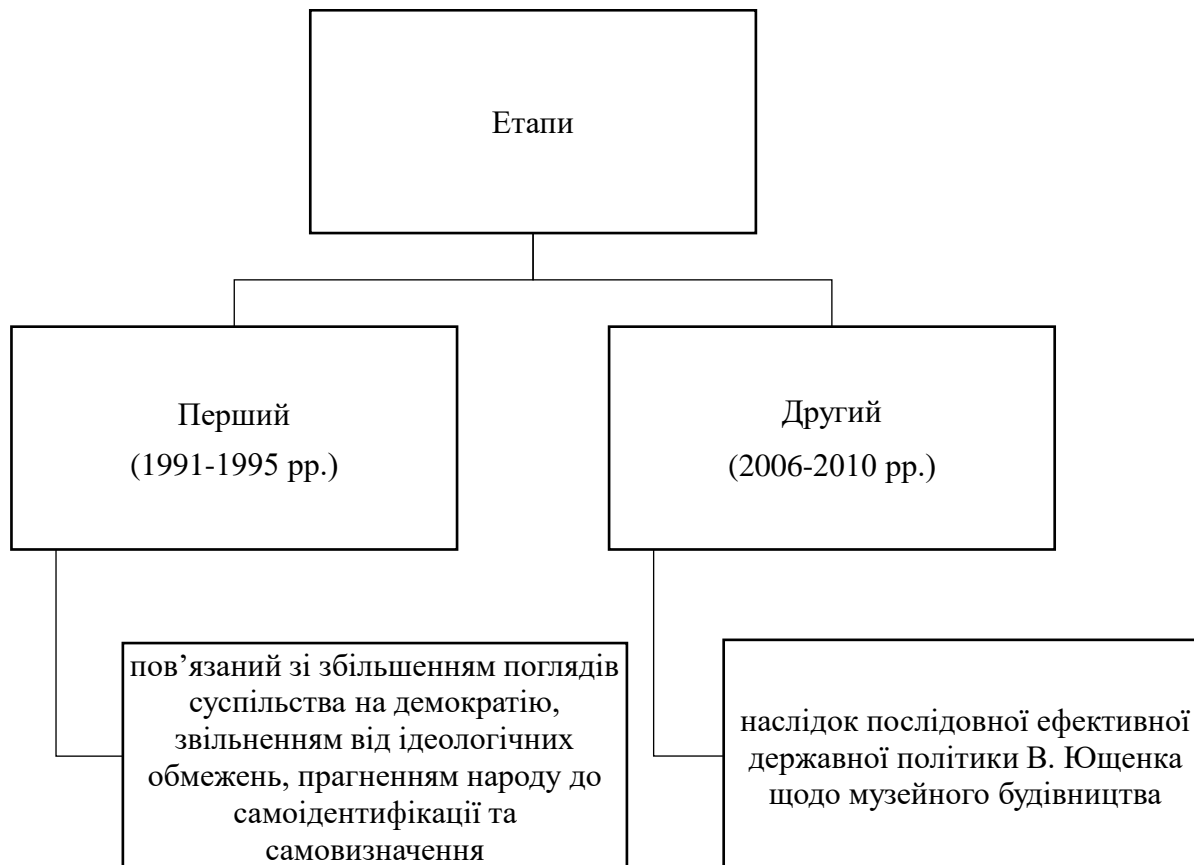 Етапи
Перший
(1991-1995 рр.)
Другий
(2006-2010 рр.)
пов’язаний зі збільшенням поглядів
суспільства на демократію,
звільненням від ідеологічних
обмежень, прагненням народу до
самоідентифікації та
самовизначення
наслідок послідовної ефективної
державної політики В. Ющенка
щодо музейного будівництва